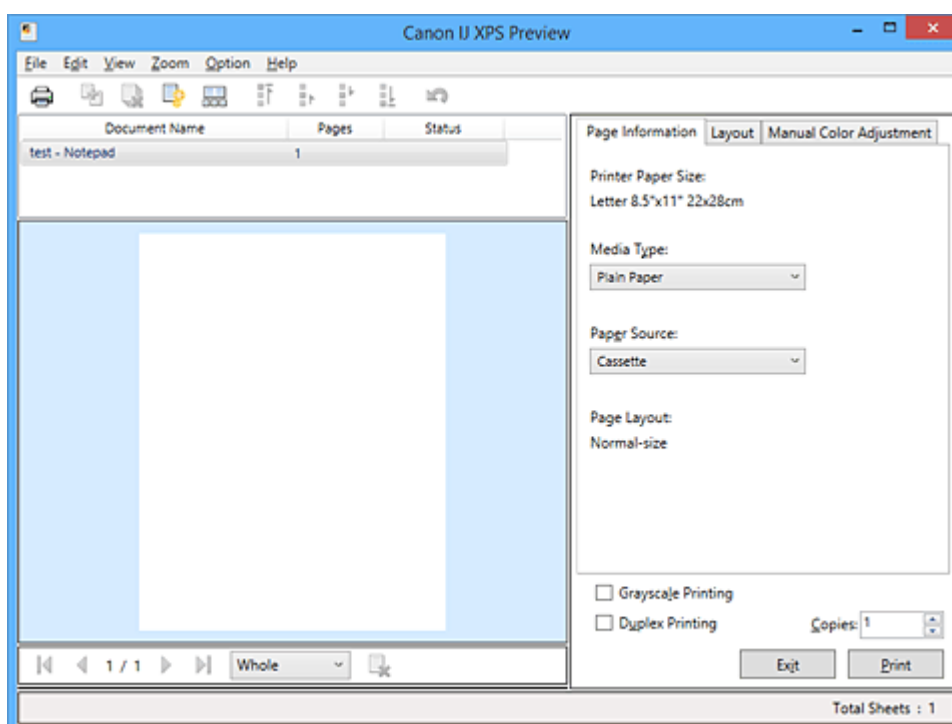 Canon IJ XPS Preview
File Edit View Zoom Option Help
Document Name Pages Status
test - Notepad 1
Page Information Layout Manual Color Adjustment
Printer Paper Size:
Letter 8.5"x11" 22x28cm
Media Type:
Plain Paper
Paper Source:
Cassette
Page Layout:
Normal-size
Grayscale Printing
Duplex Printing
Copies: 1
1 / 1 Whole
Exit Print
Total Sheets : 1